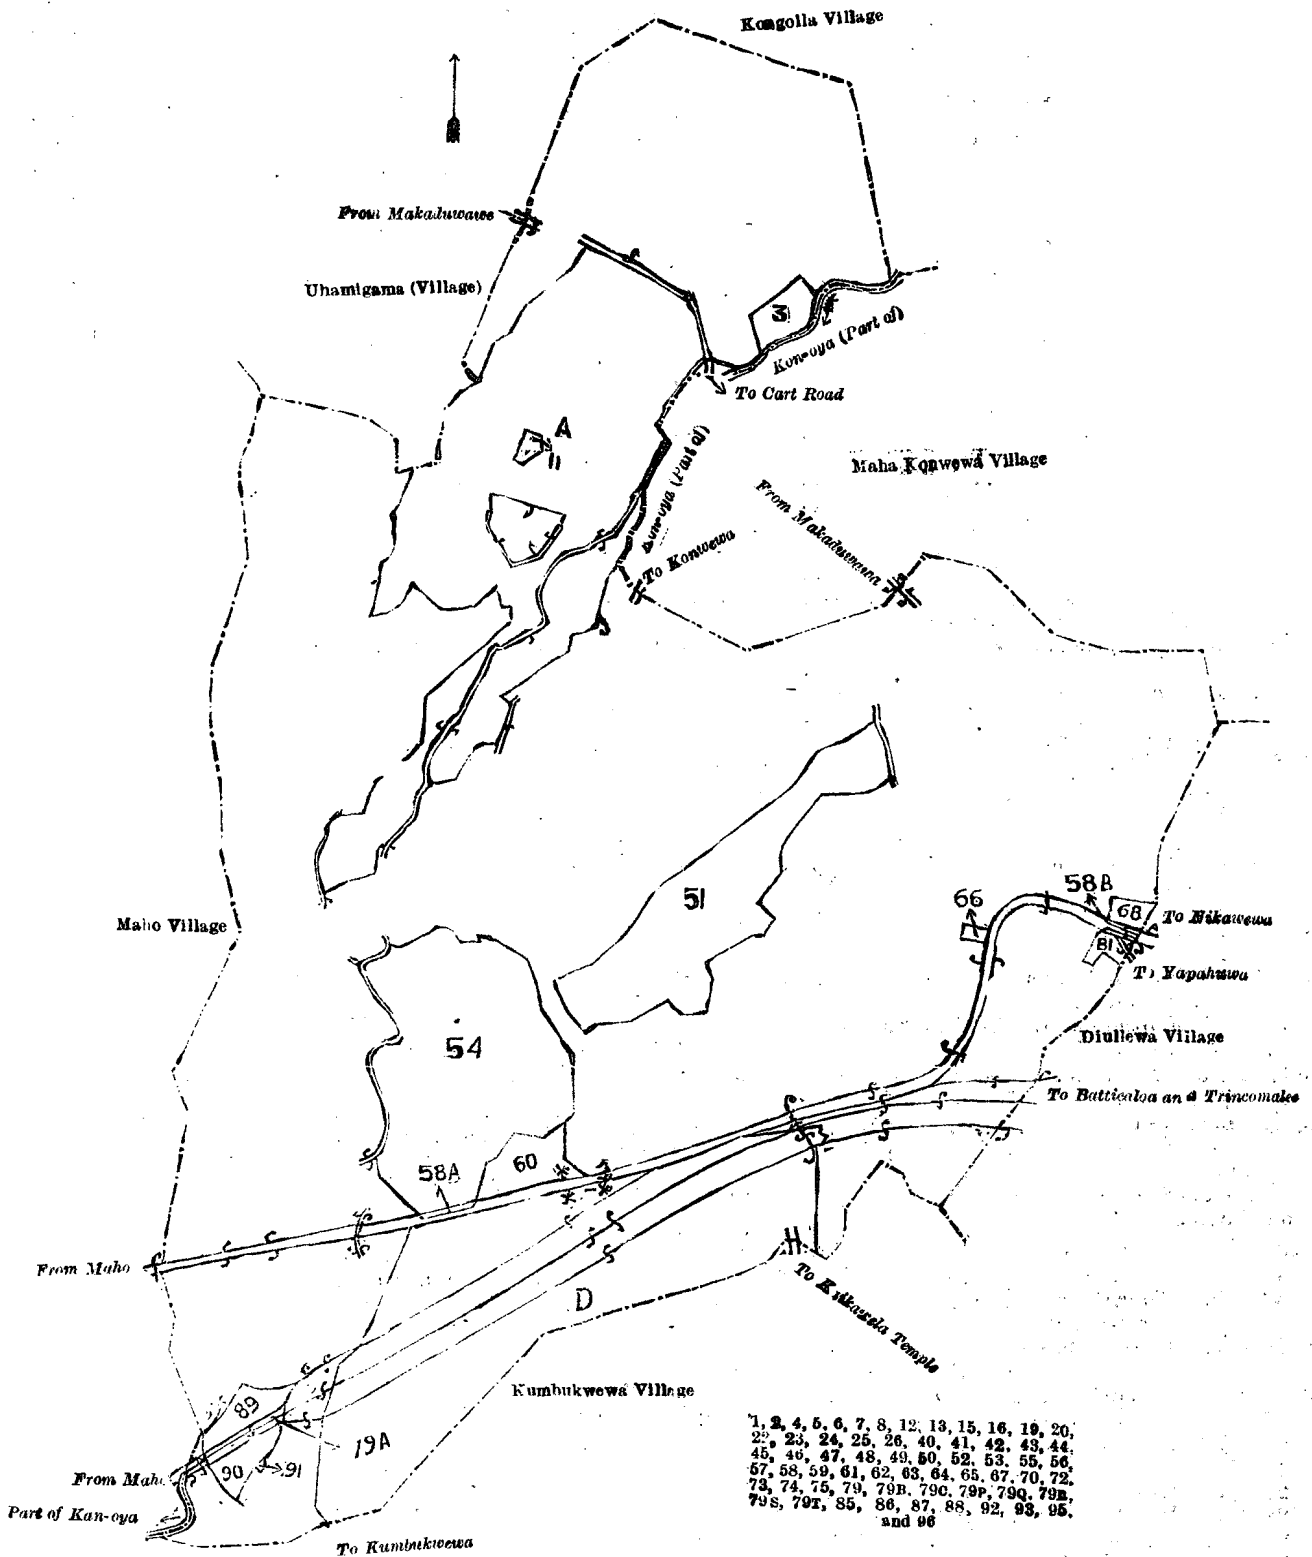 Kongolla Village
From Makaduwawe
Uhamigama (Village)
31
Kon-oya (Part of)
To Cart Road
A
11
Kon-oya (Part of)
Maha Konwewa Village
From Makaduwawa
To Konwewa
51
66
58B
68
To Nikawewa
81
To Yapahuwa
Maho Village
54
Diullewa Village
To Batticaloa and Trincomalee
58A
60
From Maho
D
Temple
Kumbukwewa Village
89
19A
From Maho
90
91
Part of Kan-oya
To Kumbukwewa
1, 2, 4, 5, 6, 7, 8, 12, 13, 15, 16, 19, 20,
22, 23, 24, 25, 26, 40, 41, 42, 43, 44,
45, 46, 47, 48, 49, 50, 52, 53, 55, 56,
57, 58, 59, 61, 62, 63, 64, 65, 67, 70, 72,
73, 74, 75, 79, 79B, 79C, 79P, 79Q, 79R,
79S, 79T, 85, 86, 87, 88, 92, 93, 95,
and 96